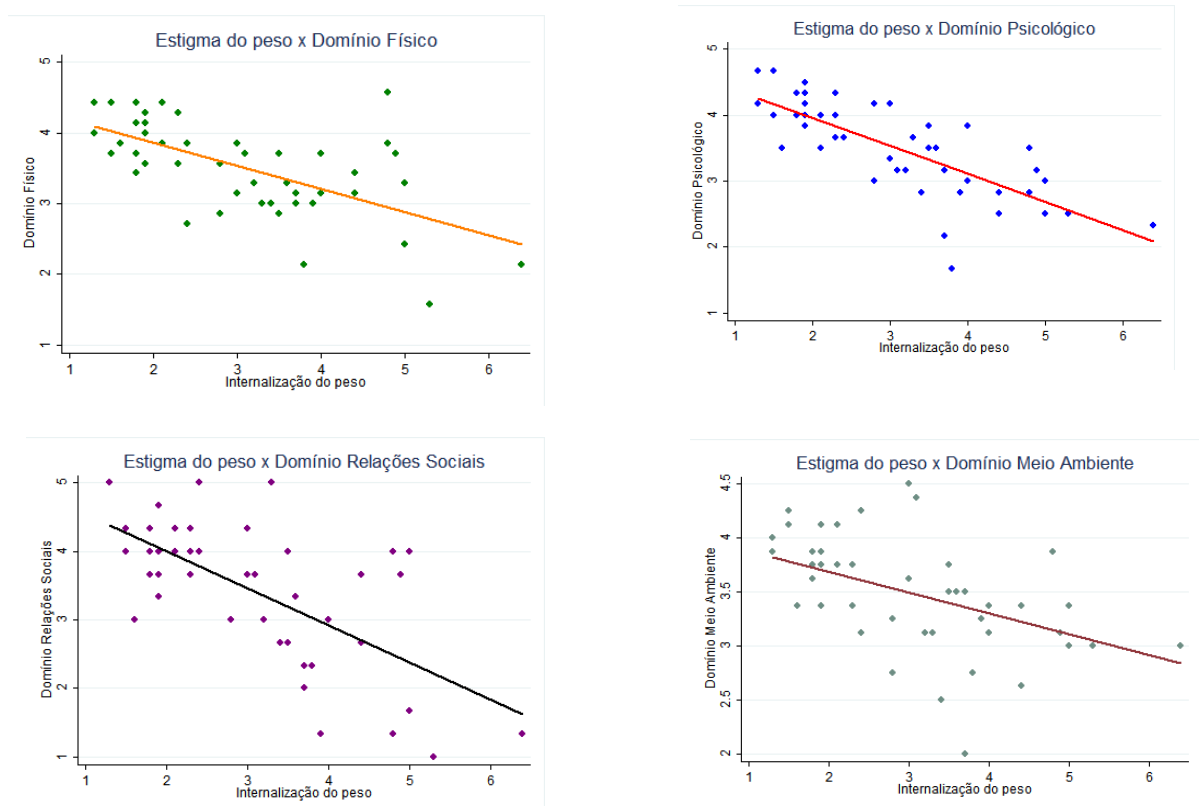 Estigma do peso x Domínio Físico
5
4
3
2
1
Domínio Físico
1 2 3 4 5 6
Internalização do peso
Estigma do peso x Domínio Psicológico
5
4
3
2
1
Domínio Psicológico
1 2 3 4 5 6
Internalização do peso
Estigma do peso x Domínio Relações Sociais
5
4
3
2
1
Domínio Relações Sociais
1 2 3 4 5 6
Internalização do peso
Estigma do peso x Domínio Meio Ambiente
4.5
4
3.5
3
2.5
2
Domínio Meio Ambiente
1 2 3 4 5 6
Internalização do peso